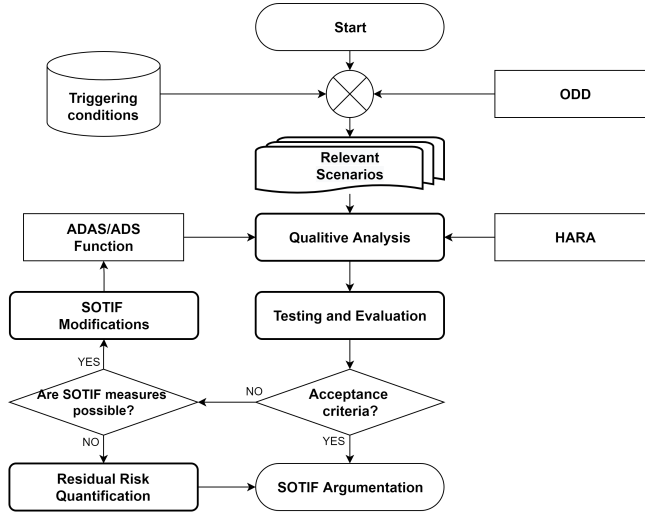 Start
Triggering
conditions
ODD
Relevant
Scenarios
ADAS/ADS
Function
Qualitive Analysis
HARA
SOTIF
Modifications
Testing and Evaluation
YES
Are SOTIF measures
possible?
NO
Acceptance
criteria?
NO
YES
Residual Risk
Quantification
SOTIF Argumentation